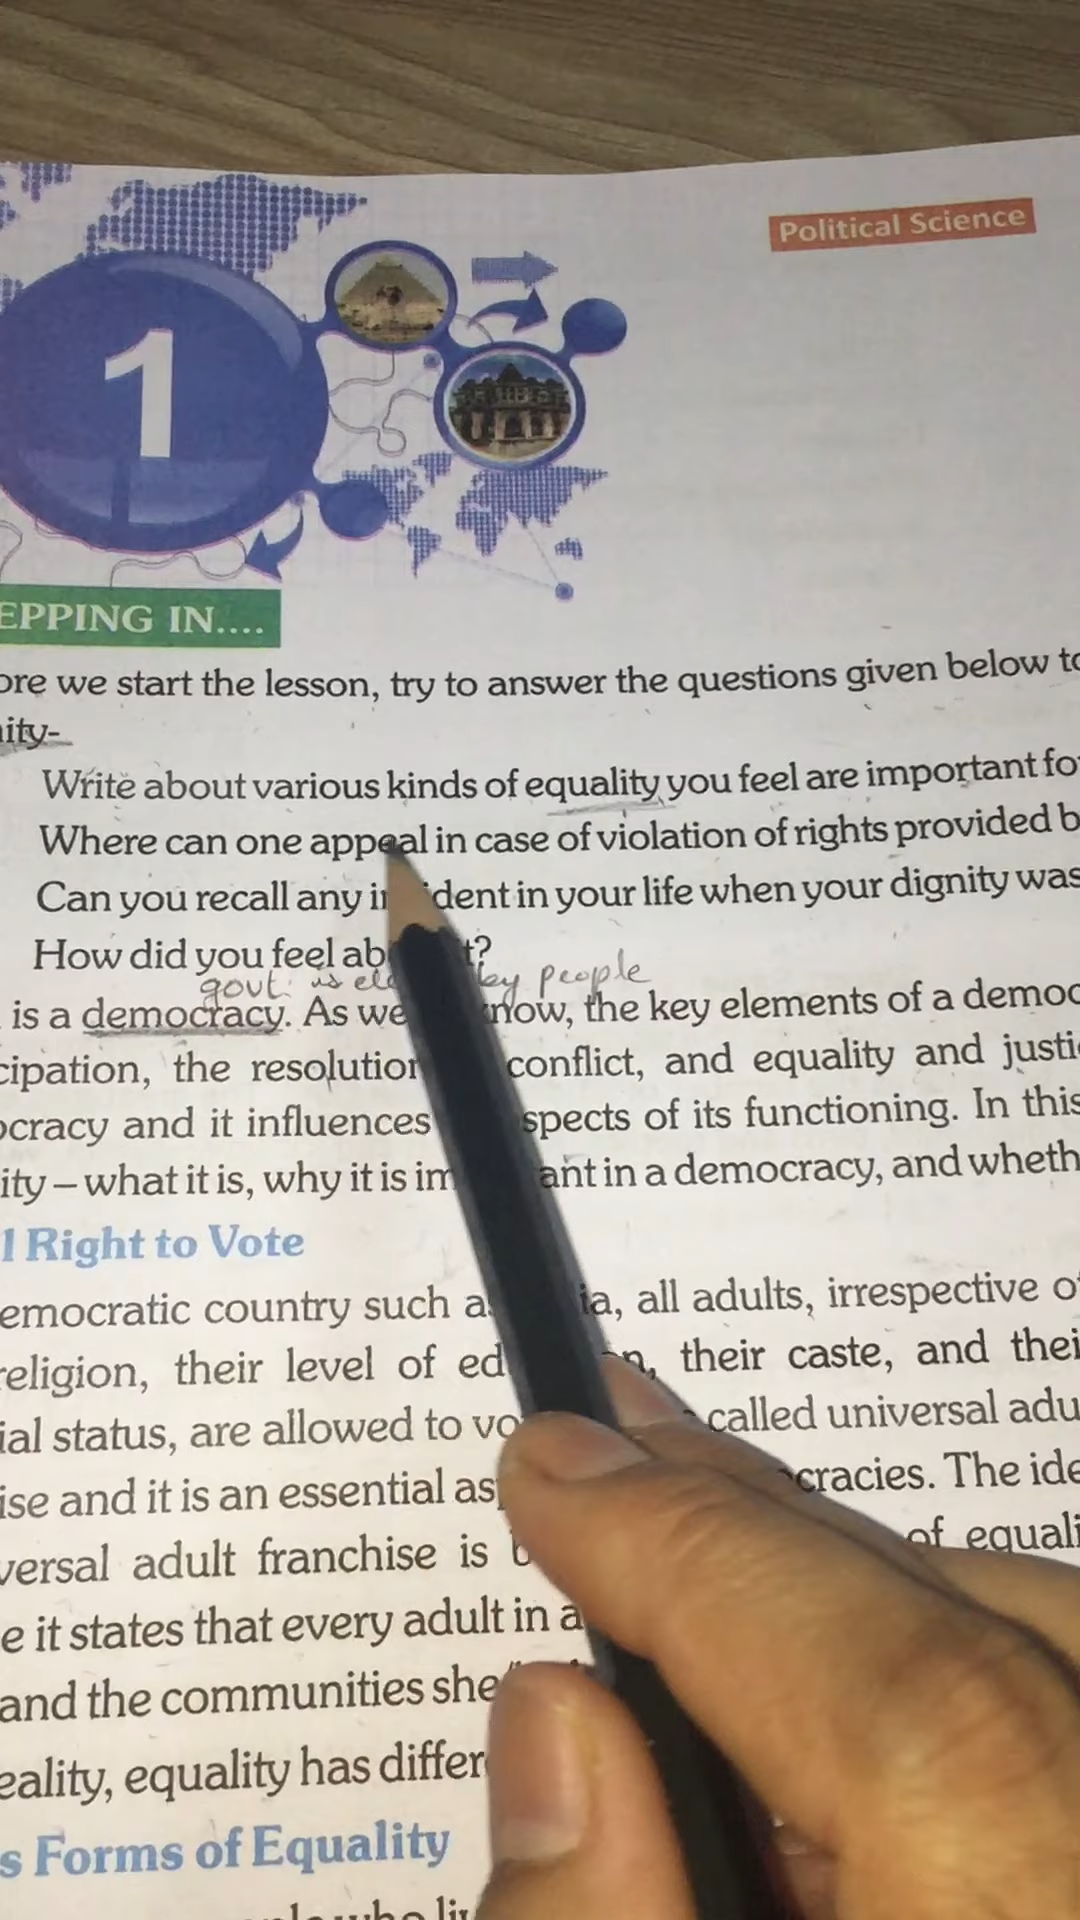 Political Science
1
EPPING IN....
ore we start the lesson, try to answer the questions given below to
ity-
Write about various kinds of equality you feel are important for
Where can one appeal in case of violation of rights provided b
Can you recall any in dent in your life when your dignity was
How did you feel ab t?
govt. is ele by people
is a democracy. As we now, the key elements of a democ
cipation, the resolution conflict, and equality and justi
ocracy and it influences spects of its functioning. In this
ity – what it is, why it is im ant in a democracy, and wheth
l Right to Vote
emocratic country such as ia, all adults, irrespective of
religion, their level of ed n, their caste, and thei
ial status, are allowed to vo called universal adu
ise and it is an essential as cracies. The ide
versal adult franchise is b of equali
e it states that every adult in a
and the communities she
eality, equality has differ
s Forms of Equality